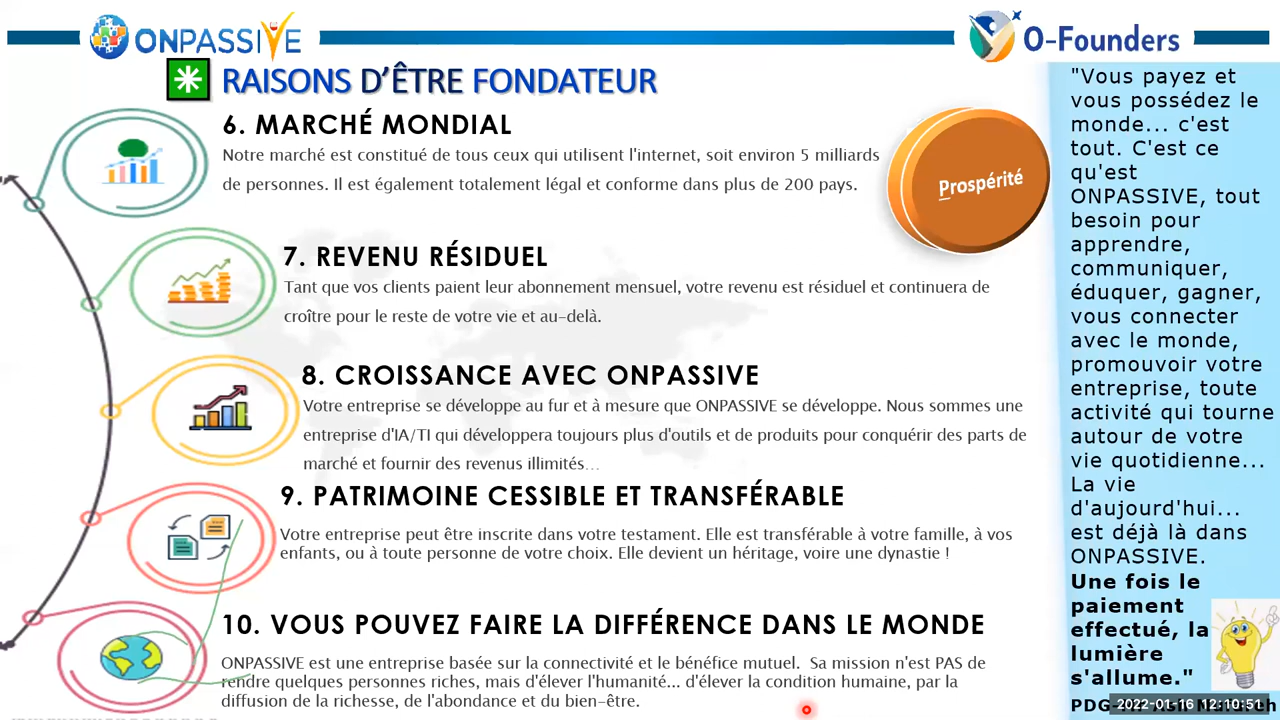 ONPASSIVE
O-Founders
RAISONS D'ÊTRE FONDATEUR
6. MARCHÉ MONDIAL
Notre marché est constitué de tous ceux qui utilisent l'internet, soit environ 5 milliards
de personnes. Il est également totalement légal et conforme dans plus de 200 pays.
Prospérité
7. REVENU RÉSIDUEL
Tant que vos clients paient leur abonnement mensuel, votre revenu est résiduel et continuera de
croître pour le reste de votre vie et au-delà.
8. CROISSANCE AVEC ONPASSIVE
Votre entreprise se développe au fur et à mesure que ONPASSIVE se développe. Nous sommes une
entreprise d'IA/TI qui développera toujours plus d'outils et de produits pour conquérir des parts de
marché et fournir des revenus illimités...
9. PATRIMOINE CESSIBLE ET TRANSFÉRABLE
Votre entreprise peut être inscrite dans votre testament. Elle est transférable à votre famille, à vos
enfants, ou à toute personne de votre choix. Elle devient un héritage, voire une dynastie !
10. VOUS POUVEZ FAIRE LA DIFFÉRENCE DANS LE MONDE
ONPASSIVE est une entreprise basée sur la connectivité et le bénéfice mutuel. Sa mission n'est PAS de
rendre quelques personnes riches, mais d'élever l'humanité... d'élever la condition humaine, par la
diffusion de la richesse, de l'abondance et du bien-être.
"Vous payez et
vous possédez le
monde... c'est
tout. C'est ce
qu'est
ONPASSIVE, tout
besoin pour
apprendre,
communiquer,
éduquer, gagner,
vous connecter
avec le monde,
promouvoir votre
entreprise, toute
activité qui tourne
autour de votre
vie quotidienne...
La vie
d'aujourd'hui...
est déjà là dans
ONPASSIVE.
Une fois le
paiement
effectué, la
lumière
s'allume."
2022-01-16 12:10:51